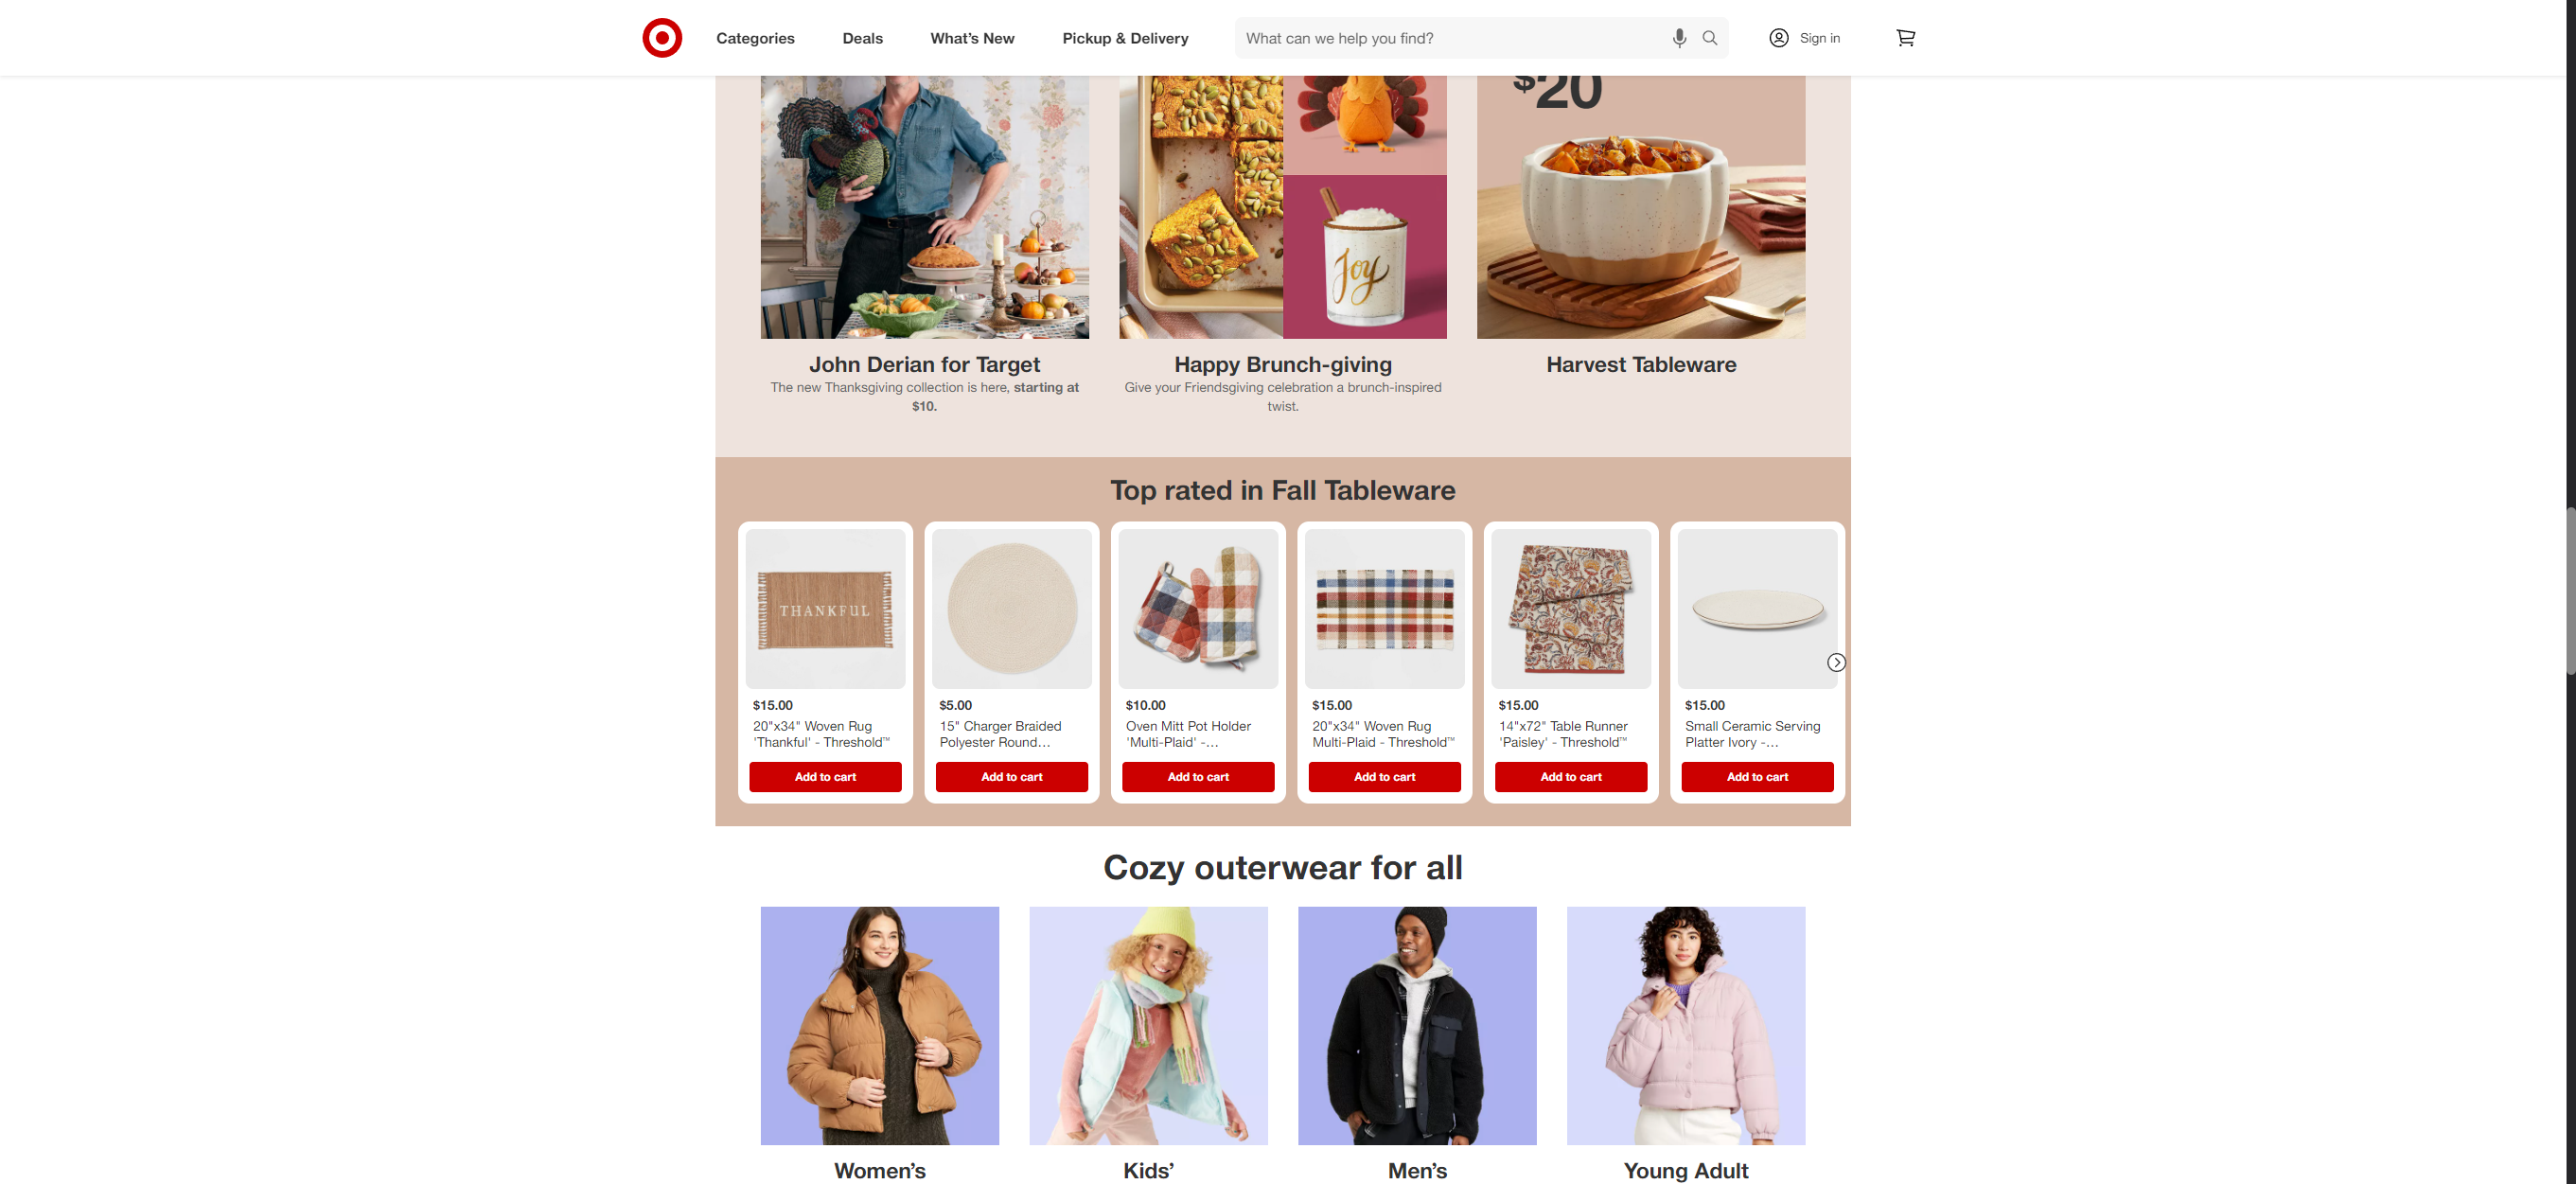 Categories
Deals
What's New
Pickup & Delivery
What can we help you find?
Sign in
$20
Joy
John Derian for Target
The new Thanksgiving collection is here, starting at
$10.
Happy Brunch-giving
Give your Friendsgiving celebration a brunch-inspired
twist.
Harvest Tableware
Top rated in Fall Tableware
THANKFUL
$15.00
20"x34" Woven Rug
'Thankful' - Threshold™
Add to cart
$5.00
15" Charger Braided
Polyester Round...
Add to cart
$10.00
Oven Mitt Pot Holder
'Multi-Plaid' -...
Add to cart
$15.00
20"x34" Woven Rug
Multi-Plaid - Threshold™
Add to cart
$15.00
14"x72" Table Runner
'Paisley' - Threshold™
Add to cart
$15.00
Small Ceramic Serving
Platter Ivory -...
Add to cart
Cozy outerwear for all
Women's
Kids'
Men's
Young Adult